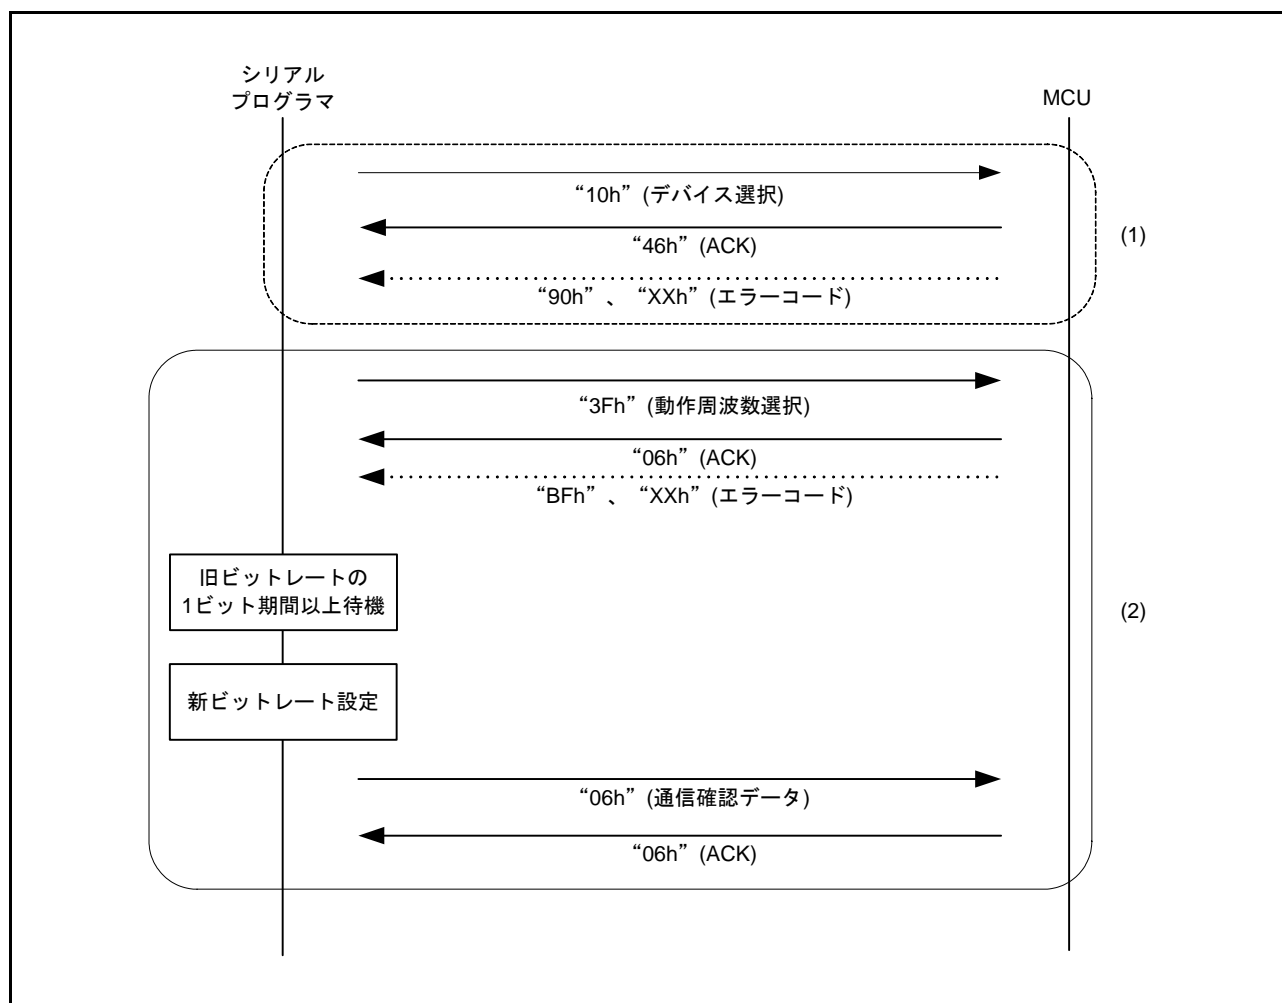 シリアル
プログラマ
MCU
“10h” (デバイス選択)
“46h” (ACK)
(1)
“90h” 、 “XXh” (エラーコード)
“3Fh” (動作周波数選択)
“06h” (ACK)
“BFh” 、 “XXh” (エラーコード)
旧ビットレートの
1ビット期間以上待機
(2)
新ビットレート設定
“06h” (通信確認データ)
“06h” (ACK)